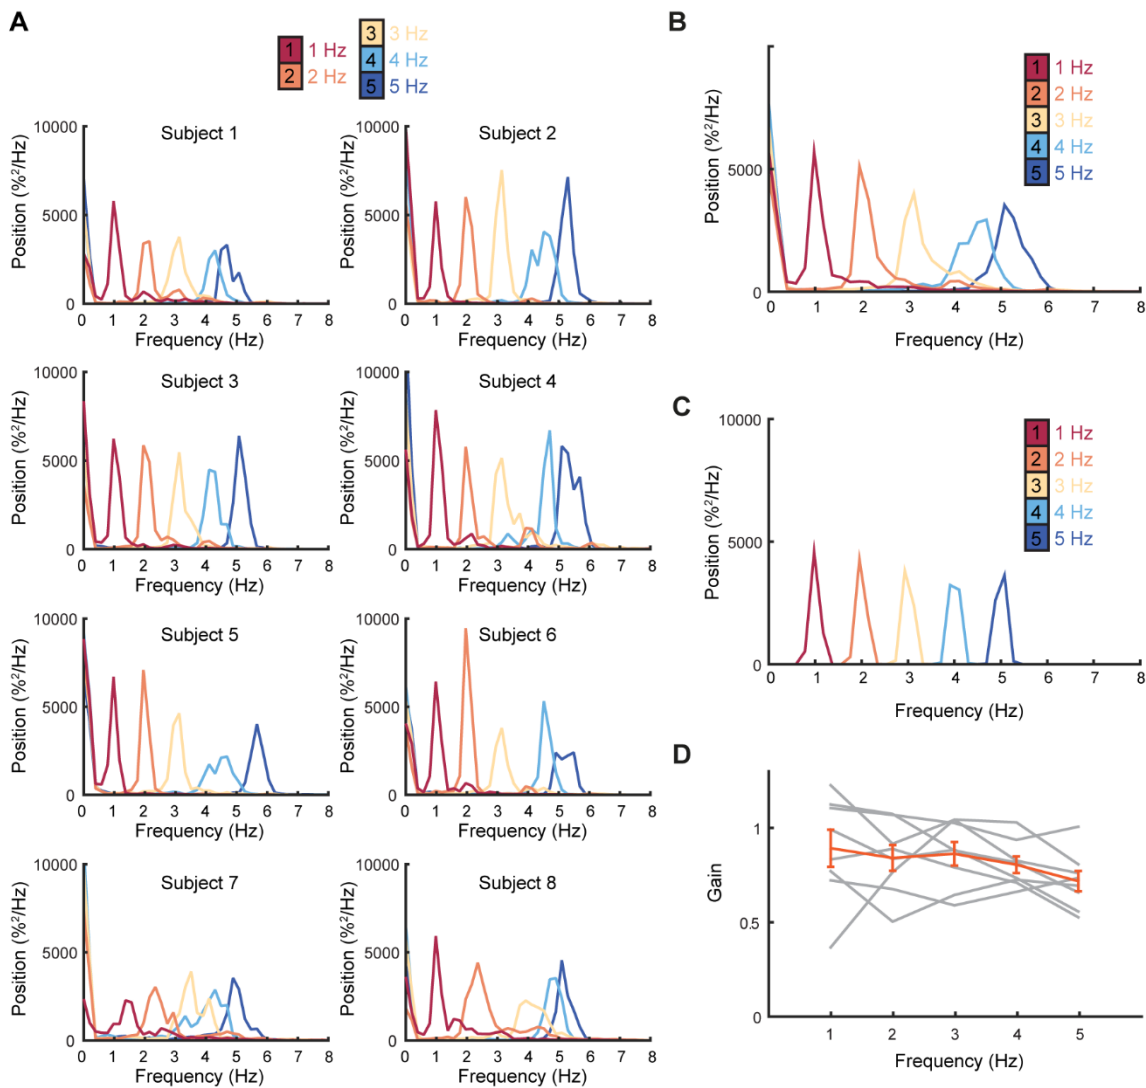 A
1 1 Hz
2 2 Hz
3 3 Hz
4 4 Hz
5 5 Hz
Subject 1
Position (%²/Hz)
10000
5000
0
0 1 2 3 4 5 6 7 8
Frequency (Hz)
Subject 2
Position (%²/Hz)
10000
5000
0
0 1 2 3 4 5 6 7 8
Frequency (Hz)
Subject 3
Position (%²/Hz)
10000
5000
0
0 1 2 3 4 5 6 7 8
Frequency (Hz)
Subject 4
Position (%²/Hz)
10000
5000
0
0 1 2 3 4 5 6 7 8
Frequency (Hz)
Subject 5
Position (%²/Hz)
10000
5000
0
0 1 2 3 4 5 6 7 8
Frequency (Hz)
Subject 6
Position (%²/Hz)
10000
5000
0
0 1 2 3 4 5 6 7 8
Frequency (Hz)
Subject 7
Position (%²/Hz)
10000
5000
0
0 1 2 3 4 5 6 7 8
Frequency (Hz)
Subject 8
Position (%²/Hz)
10000
5000
0
0 1 2 3 4 5 6 7 8
Frequency (Hz)
B
1 1 Hz
2 2 Hz
3 3 Hz
4 4 Hz
5 5 Hz
Position (%²/Hz)
5000
0
0 1 2 3 4 5 6 7 8
Frequency (Hz)
C
1 1 Hz
2 2 Hz
3 3 Hz
4 4 Hz
5 5 Hz
Position (%²/Hz)
10000
5000
0
0 1 2 3 4 5 6 7 8
Frequency (Hz)
D
Gain
1
0.5
0
1 2 3 4 5
Frequency (Hz)